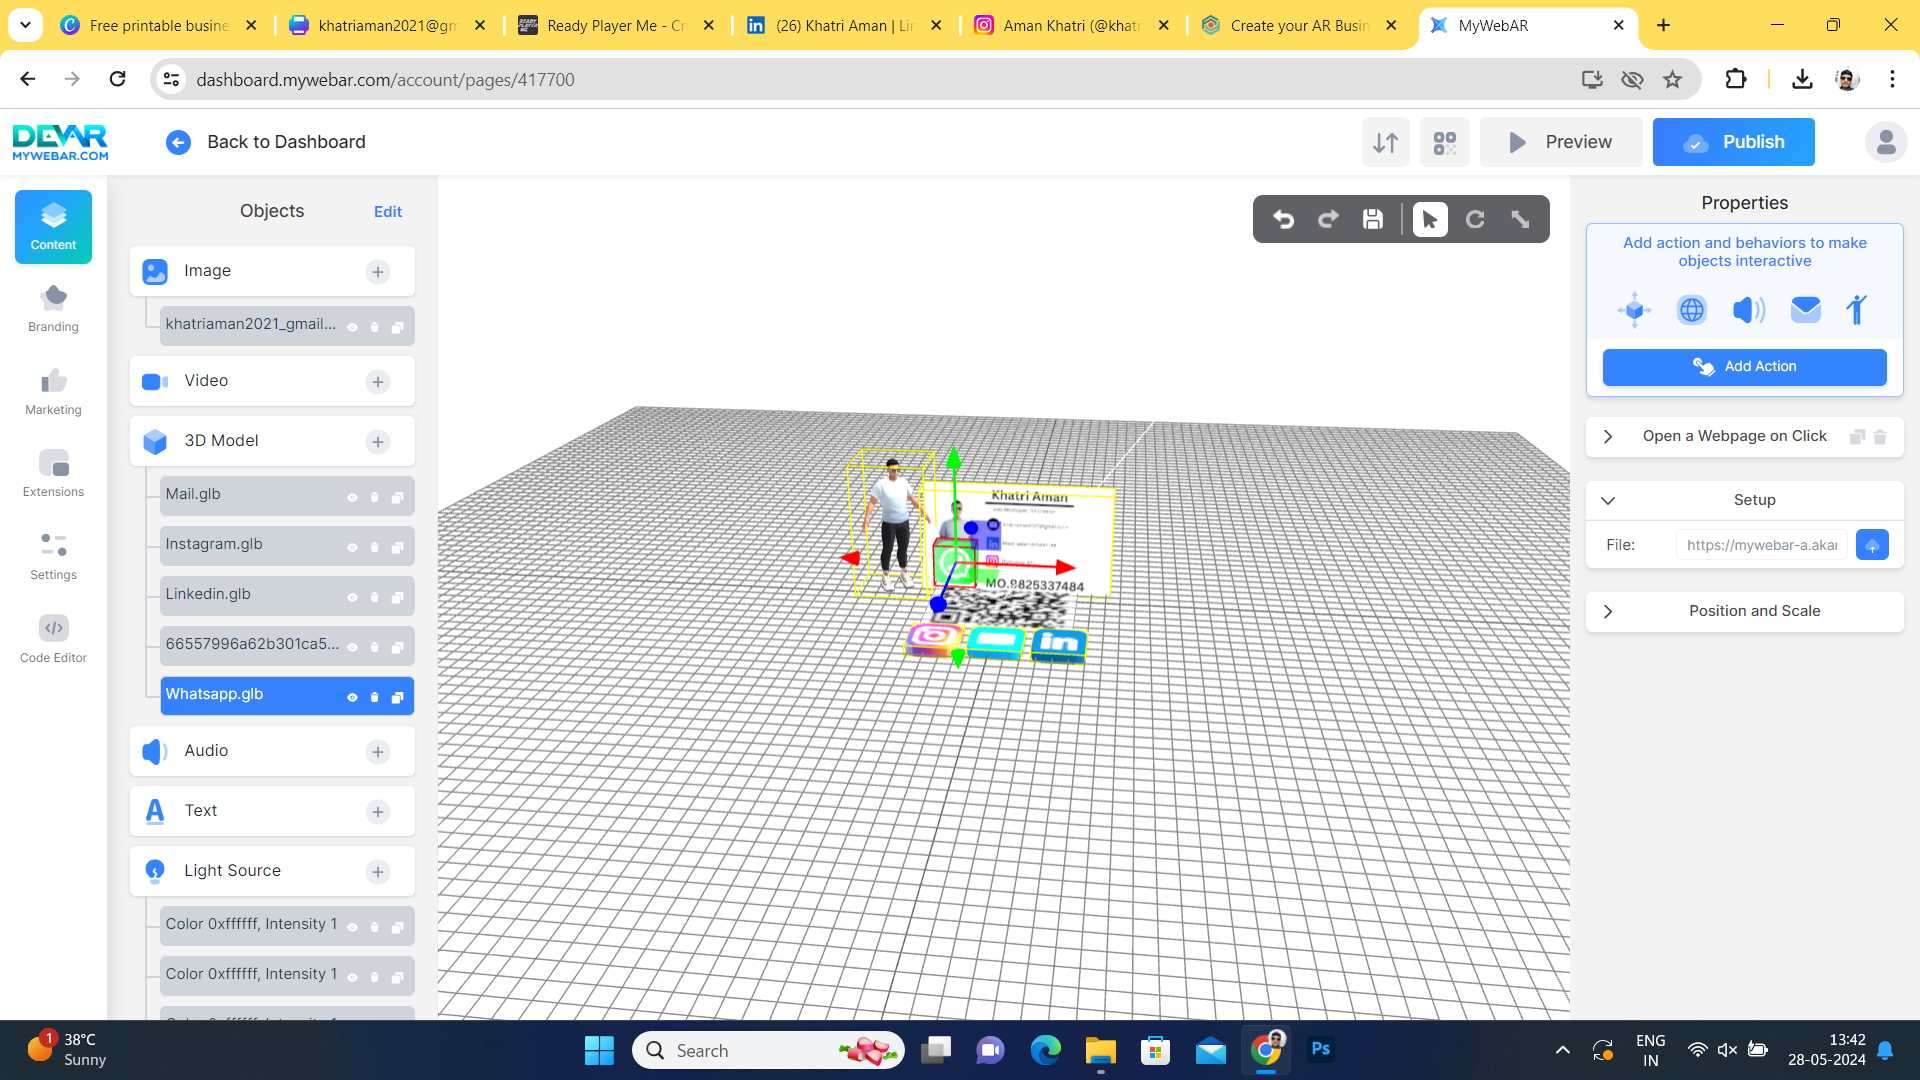 Free printable busine
khatriaman2021@gm
Ready Player Me - Cr
(26) Khatri Aman | Lin
Aman Khatri (@khatr
Create your AR Busin
MyWebAR
dashboard.mywebar.com/account/pages/417700
DEVAR
MYWEBAR.COM
Back to Dashboard
Preview
Publish
Content
Branding
Marketing
Extensions
Settings
Code Editor
Objects
Edit
Image
khatriaman2021_gmail...
Video
3D Model
Mail.glb
Instagram.glb
Linkedin.glb
66557996a62b301ca5...
Whatsapp.glb
Audio
Text
Light Source
Color 0xffffff, Intensity 1
Color 0xffffff, Intensity 1
Khatri Aman
MO.9825337484
in
Properties
Add action and behaviors to make
objects interactive
Add Action
Open a Webpage on Click
Setup
File:
https://mywebar-a.akar
Position and Scale
1
38°C
Sunny
Search
Ps
ENG
IN
13:42
28-05-2024